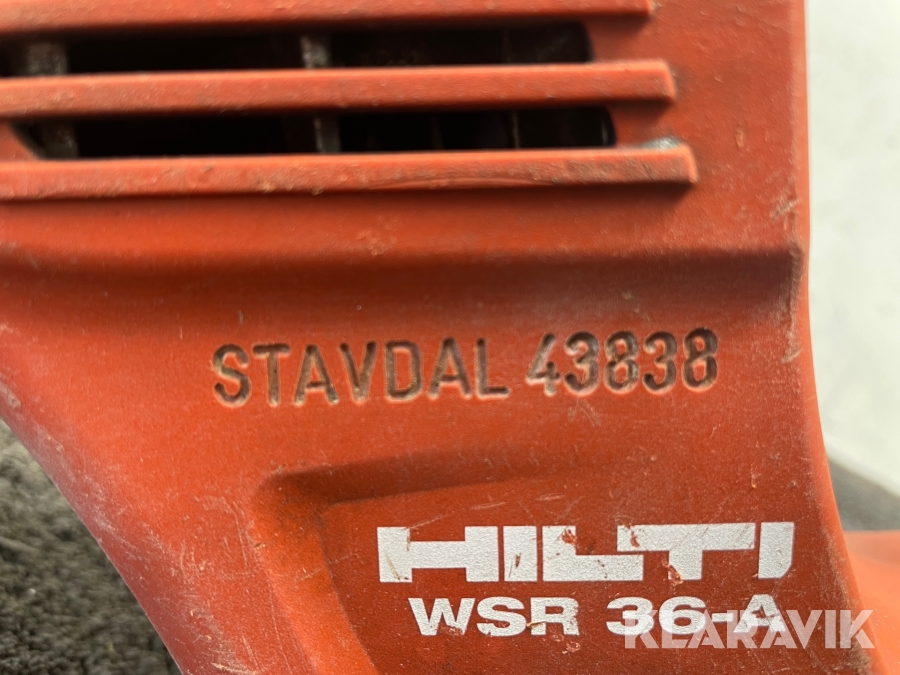 STAVDAL 43838
HILTI
WSR 36-A
KLARAVIK